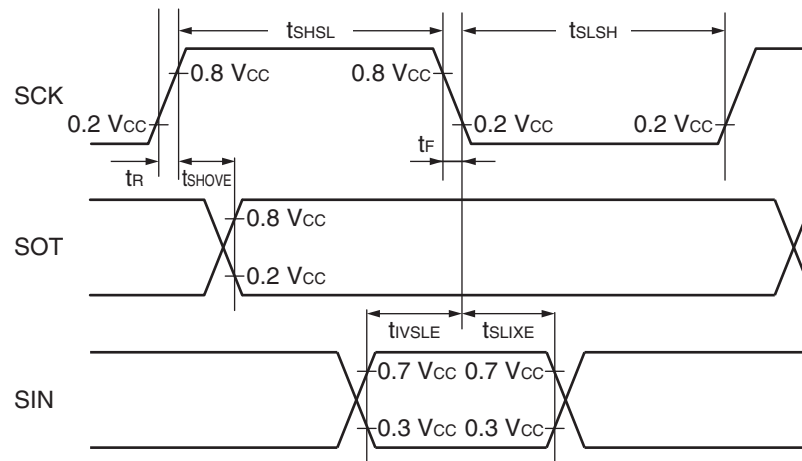 tSHSL tSLSH
SCK 0.8 VCC 0.8 VCC
0.2 VCC 0.2 VCC 0.2 VCC
tF
tR tSHOVE
SOT 0.8 VCC
0.2 VCC
tIVSLE tSLIXE
0.7 VCC 0.7 VCC
SIN
0.3 VCC 0.3 VCC